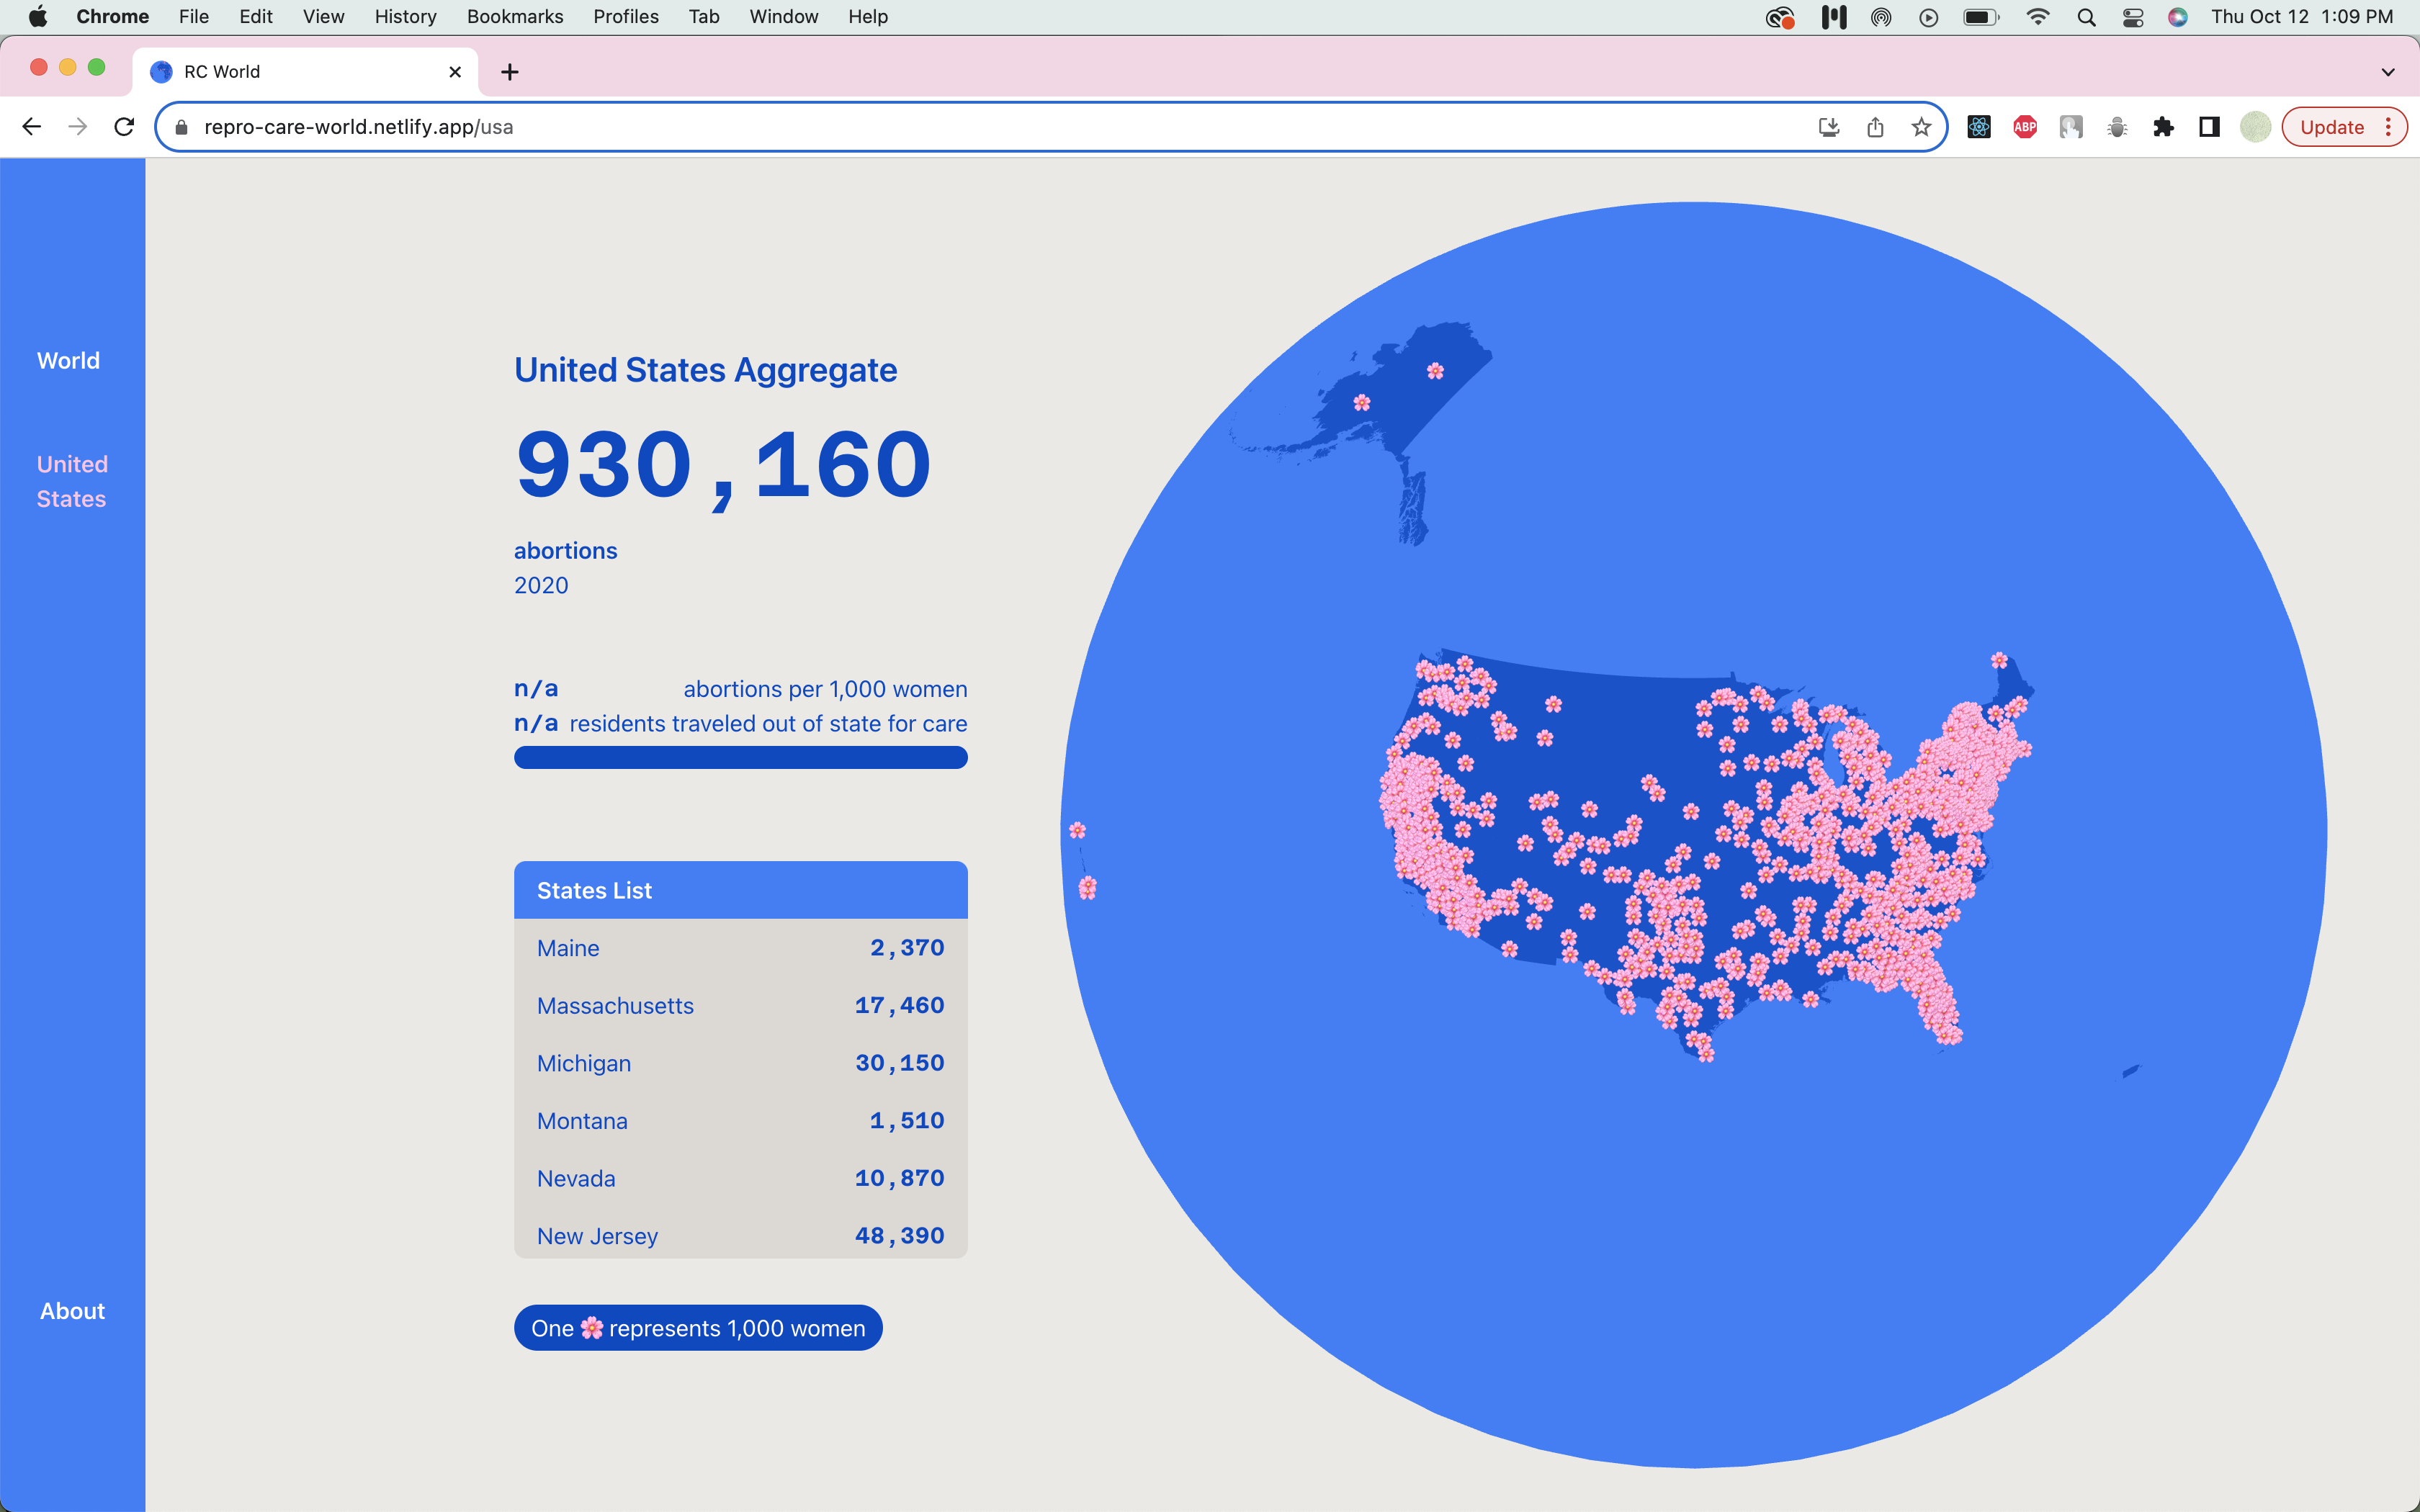 Chrome File Edit View History Bookmarks Profiles Tab Window Help Thu Oct 12 1:09 PM
RC World
repro-care-world.netlify.app/usa ABP Update
World
United
States
About
United States Aggregate
930,160
abortions
2020
n/a abortions per 1,000 women
n/a residents traveled out of state for care
States List
Maine 2,370
Massachusetts 17,460
Michigan 30,150
Montana 1,510
Nevada 10,870
New Jersey 48,390
One 🌸 represents 1,000 women